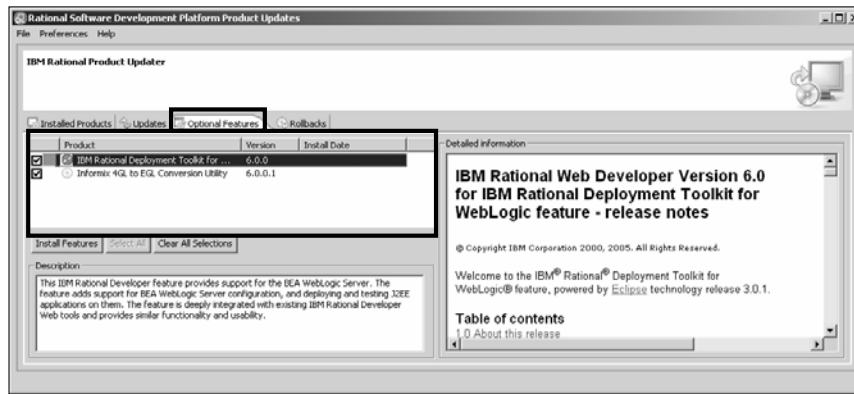 Rational Software Development Platform Product Updates
File Preferences Help
IBM Rational Product Updater
Installed Products Updates Optional Features Rollbacks
Product Version Install Date
IBM Rational Deployment Toolkit for ... 6.0.0
Informix 4GL to EGL Conversion Utility 6.0.0.1
Install Features Select All Clear All Selections
Description
This IBM Rational Developer feature provides support for the BEA WebLogic Server. The
feature adds support for BEA WebLogic Server configuration, and deploying and testing J2EE
applications on them. The feature is deeply integrated with existing IBM Rational Developer
Web tools and provides similar functionality and usability.
Detailed information
IBM Rational Web Developer Version 6.0
for IBM Rational Deployment Toolkit for
WebLogic feature - release notes
© Copyright IBM Corporation 2000, 2005. All Rights Reserved.
Welcome to the IBM® Rational® Deployment Toolkit for
WebLogic® feature, powered by Eclipse technology release 3.0.1.
Table of contents
1.0 About this release